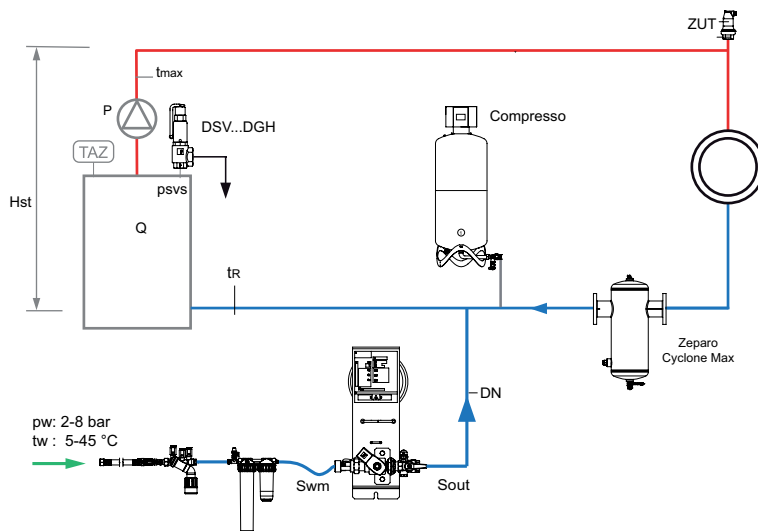 ZUT
tmax
P
DSV...DGH
Compresso
TAZ
psvs
Hst
Q
tR
Zeparo
Cyclone Max
DN
pw: 2-8 bar
tw : 5-45 °C
Swm
Sout